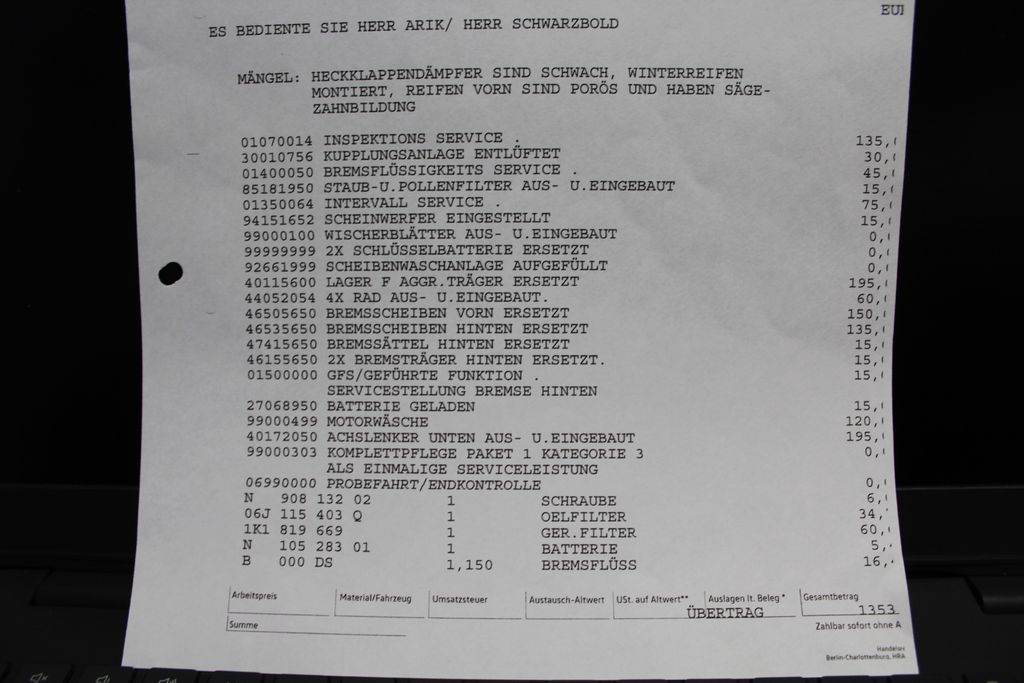 EU
ES BEDIENTE SIE HERR ARIK/ HERR SCHWARZBOLD
MÄNGEL: HECKKLAPPENDÄMPFER SIND SCHWACH, WINTERREIFEN
MONTIERT, REIFEN VORN SIND PORÖS UND HABEN SÄGE-
ZAHNBILDUNG
01070014 INSPEKTIONS SERVICE . 135,
30010756 KUPPLUNGSANLAGE ENTLÜFTET 30,
01400050 BREMSFLÜSSIGKEITS SERVICE . 45,
85181950 STAUB-U.POLLENFILTER AUS- U.EINGEBAUT 15,
01350064 INTERVALL SERVICE . 75,
94151652 SCHEINWERFER EINGESTELLT 15,
99000100 WISCHERBLÄTTER AUS- U.EINGEBAUT 0,
99999999 2X SCHLÜSSELBATTERIE ERSETZT 0,
92661999 SCHEIBENWASCHANLAGE AUFGEFÜLLT 0,
40115600 LAGER F AGGR.TRÄGER ERSETZT 195,
44052054 4X RAD AUS- U.EINGEBAUT. 60,
46505650 BREMSSCHEIBEN VORN ERSETZT 150,
46535650 BREMSSCHEIBEN HINTEN ERSETZT 135,
47415650 BREMSSÄTTEL HINTEN ERSETZT 15,
46155650 2X BREMSTRÄGER HINTEN ERSETZT. 15,
01500000 GFS/GEFÜHRTE FUNKTION . 15,
SERVICESTELLUNG BREMSE HINTEN
27068950 BATTERIE GELADEN 15,
99000499 MOTORWÄSCHE 120,
40172050 ACHSLENKER UNTEN AUS- U.EINGEBAUT 195,
99000303 KOMPLETTPFLEGE PAKET 1 KATEGORIE 3 0,
ALS EINMALIGE SERVICELEISTUNG
06990000 PROBEFAHRT/ENDKONTROLLE 0,
N 908 132 02 1 SCHRAUBE 6,
06J 115 403 Q 1 OELFILTER 34,
1K1 819 669 1 GER.FILTER 60,
N 105 283 01 1 BATTERIE 5,
B 000 DS 1,150 BREMSFLÜSS 16,
Arbeitspreis Material/Fahrzeug Umsatzsteuer Austausch-Altwert USt. auf Altwert** Auslagen lt. Beleg * Gesamtbetrag
ÜBERTRAG 1353
Summe
Zahlbar sofort ohne A
Handelsre
Berlin-Charlottenburg, HRA